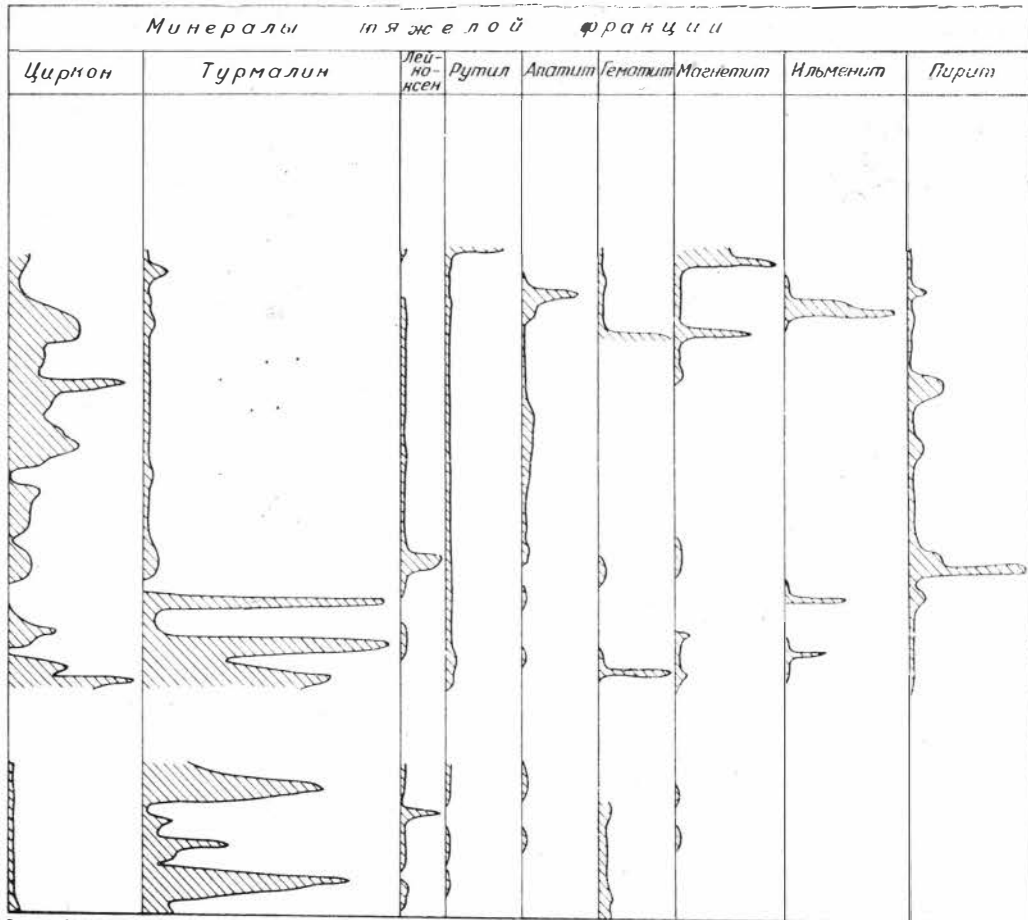 Минералы тяжелой фракции
Циркон
Турмалин
Лей-
ко-
ксен
Рутил
Апатит
Гематит
Магнетит
Ильменит
Пирит